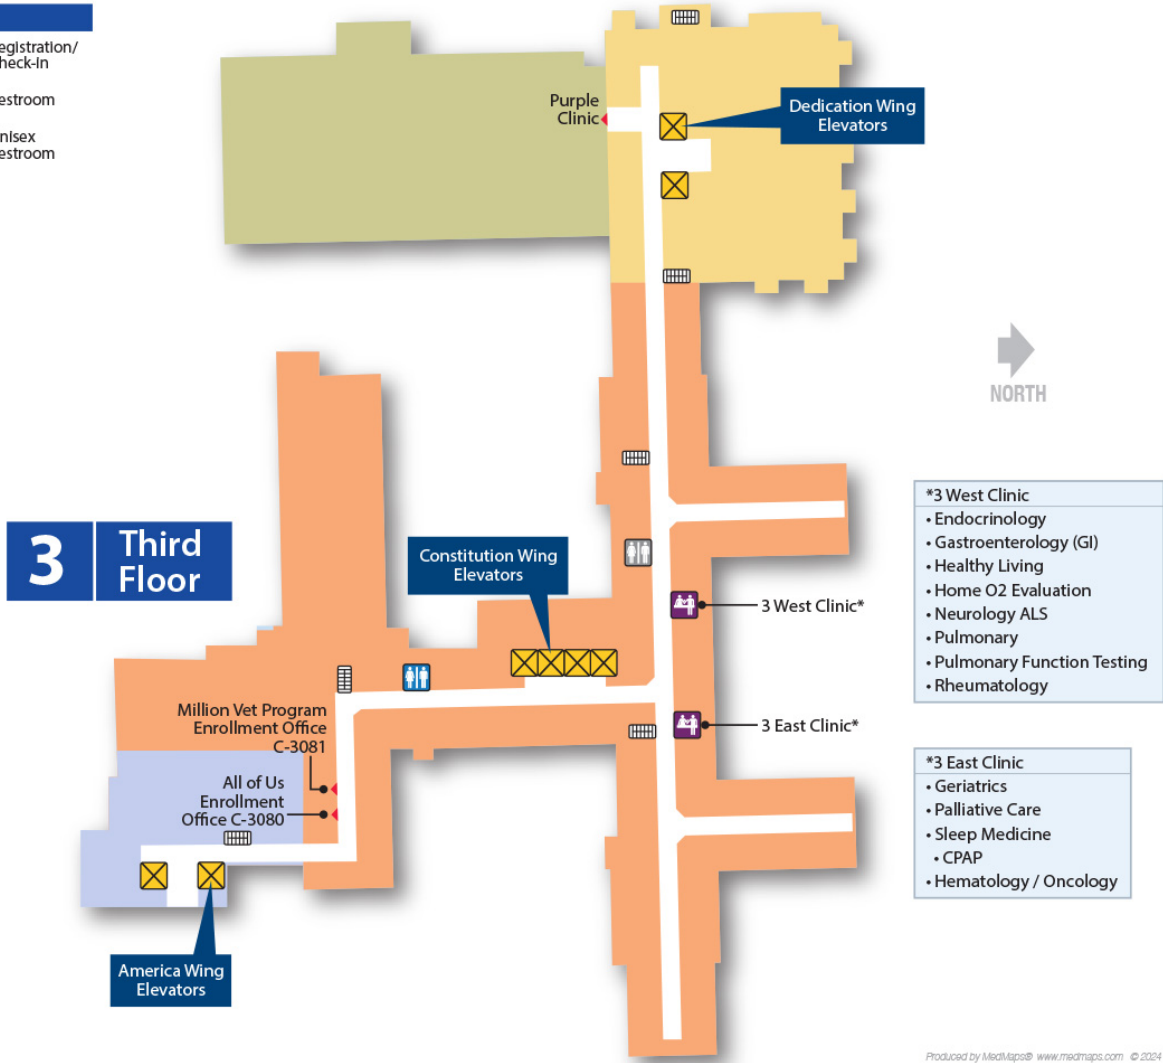 egistration/
heck-in
estroom
nisex
estroom
Purple
Clinic
Dedication Wing
Elevators
NORTH
3
Third
Floor
Constitution Wing
Elevators
3 West Clinic*
3 East Clinic*
Million Vet Program
Enrollment Office
C-3081
All of Us
Enrollment
Office C-3080
America Wing
Elevators
*3 West Clinic
• Endocrinology
• Gastroenterology (GI)
• Healthy Living
• Home O2 Evaluation
• Neurology ALS
• Pulmonary
• Pulmonary Function Testing
• Rheumatology
*3 East Clinic
• Geriatrics
• Palliative Care
• Sleep Medicine
• CPAP
• Hematology / Oncology
Produced by MedMaps® www.medmaps.com © 2024